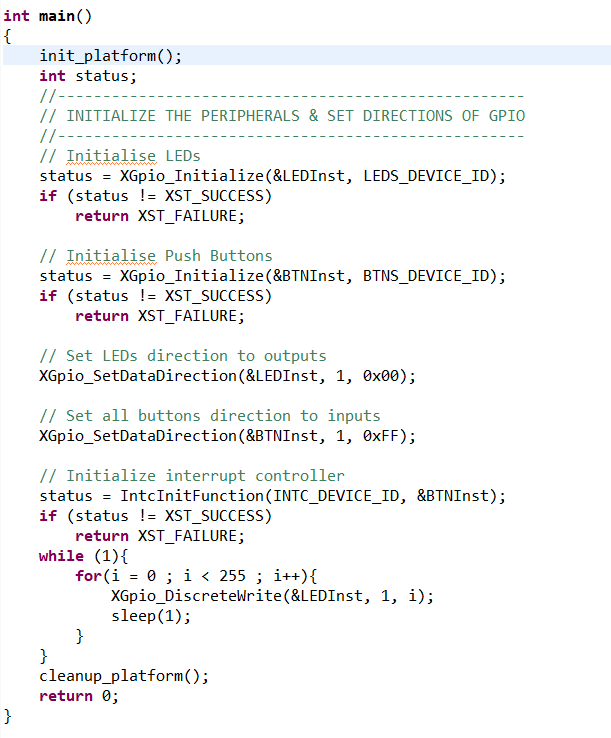 int main()
{
    init_platform();
    int status;
    //----------------------------------------------------
    // INITIALIZE THE PERIPHERALS & SET DIRECTIONS OF GPIO
    //----------------------------------------------------
    // Initialise LEDs
    status = XGpio_Initialize(&LEDInst, LEDS_DEVICE_ID);
    if (status != XST_SUCCESS)
        return XST_FAILURE;

    // Initialise Push Buttons
    status = XGpio_Initialize(&BTNInst, BTNS_DEVICE_ID);
    if (status != XST_SUCCESS)
        return XST_FAILURE;

    // Set LEDs direction to outputs
    XGpio_SetDataDirection(&LEDInst, 1, 0x00);

    // Set all buttons direction to inputs
    XGpio_SetDataDirection(&BTNInst, 1, 0xFF);

    // Initialize interrupt controller
    status = IntcInitFunction(INTC_DEVICE_ID, &BTNInst);
    if (status != XST_SUCCESS)
        return XST_FAILURE;
    while (1){
        for(i = 0 ; i < 255 ; i++){
            XGpio_DiscreteWrite(&LEDInst, 1, i);
            sleep(1);
        }
    }
    cleanup_platform();
    return 0;
}